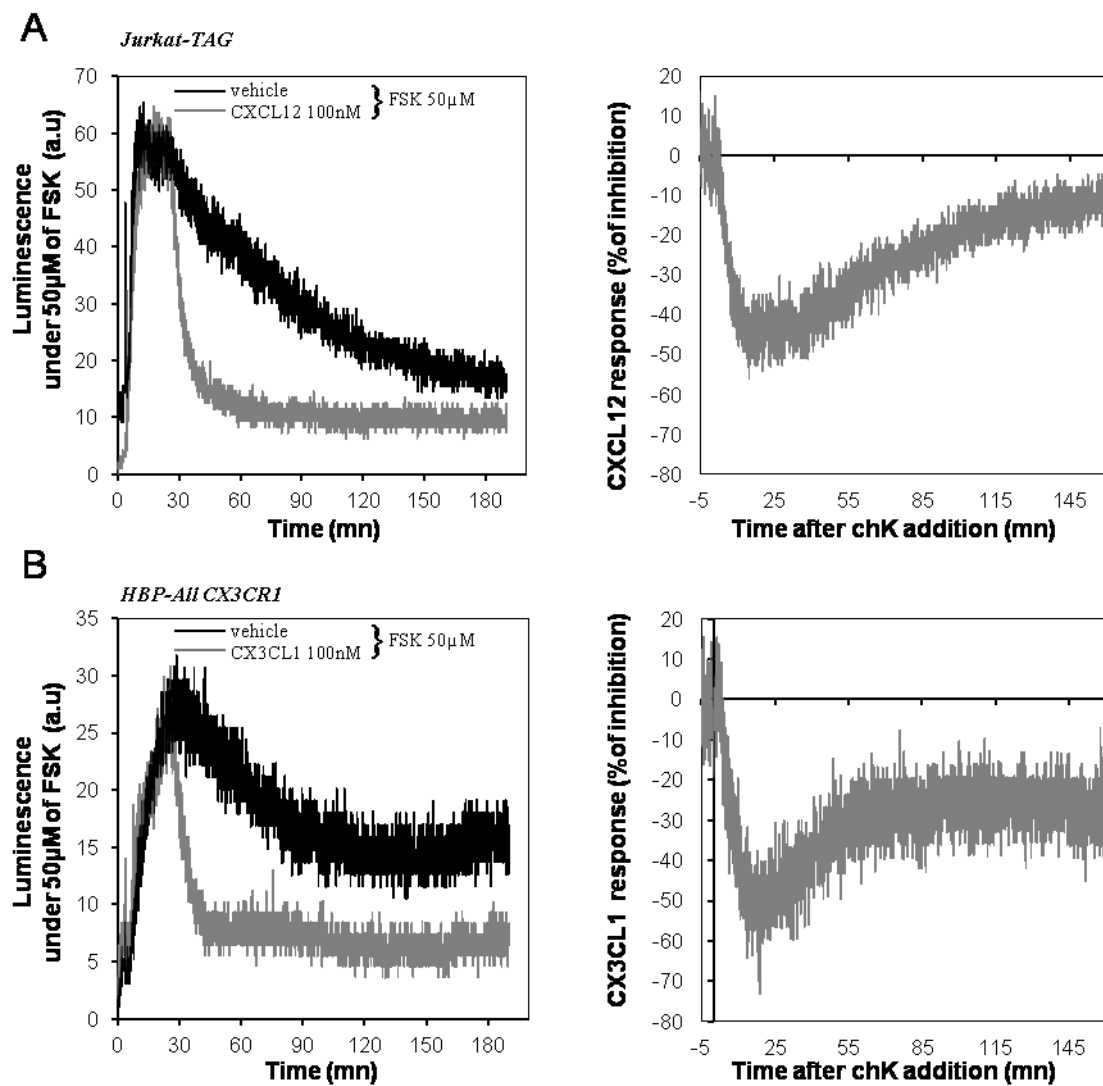 A
Jurkat-TAG
Luminescence
under 50µM of FSK (a.u)
70
60
50
40
30
20
10
0
vehicle
CXCL12 100nM
} FSK 50µM
0 30 60 90 120 150 180
Time (mn)
CXCL12 response (% of inhibition)
20
10
0
-10
-20
-30
-40
-50
-60
-70
-80
-5 25 55 85 115 145
Time after chK addition (mn)
B
HBP-All CX3CR1
Luminescence
under 50µM of FSK (a.u)
35
30
25
20
15
10
5
0
vehicle
CX3CL1 100nM
} FSK 50µM
0 30 60 90 120 150 180
Time (mn)
CX3CL1 response (% of inhibition)
20
10
0
-10
-20
-30
-40
-50
-60
-70
-80
-5 25 55 85 115 145
Time after chK addition (mn)